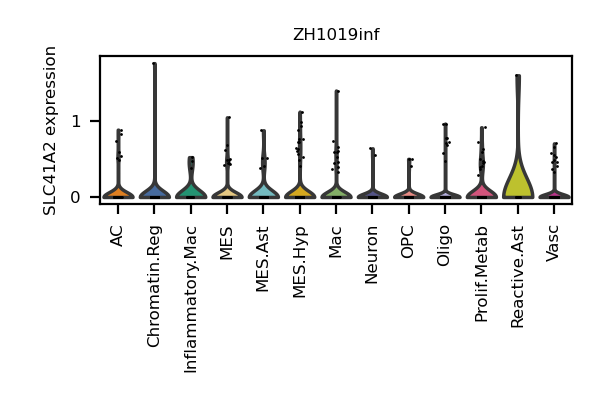 ZH1019inf
SLC41A2 expression
1
0
AC
Chromatin.Reg
Inflammatory.Mac
MES
MES.Ast
MES.Hyp
Mac
Neuron
OPC
Oligo
Prolif.Metab
Reactive.Ast
Vasc